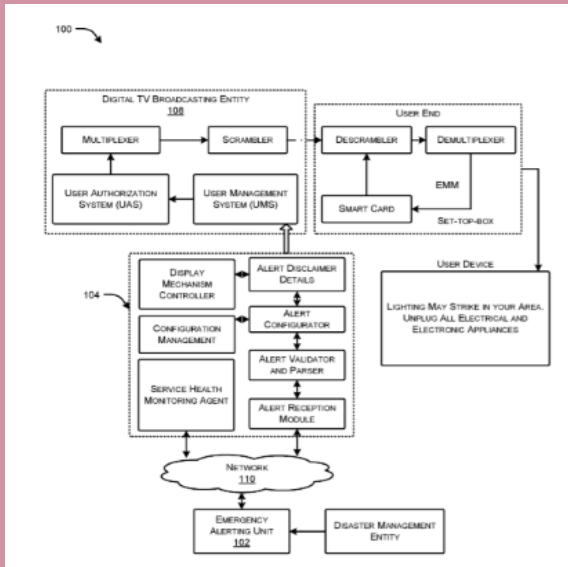 100
DIGITAL TV BROADCASTING ENTITY
108
MULTIPLEXER
SCRAMBLER
USER AUTHORIZATION
SYSTEM (UAS)
USER MANAGEMENT
SYSTEM (UMS)
USER END
DESCRAMBLER
DEMULTIPLEXER
EMM
SMART CARD
SET-TOP-BOX
104
DISPLAY
MECHANISM
CONTROLLER
ALERT DISCLAIMER
DETAILS
CONFIGURATION
MANAGEMENT
ALERT
CONFIGURATOR
ALERT VALIDATOR
AND PARSER
SERVICE HEALTH
MONITORING AGENT
ALERT RECEPTION
MODULE
USER DEVICE
LIGHTING MAY STRIKE IN YOUR AREA.
UNPLUG ALL ELECTRICAL AND
ELECTRONIC APPLIANCES
NETWORK
110
EMERGENCY
ALERTING UNIT
102
DISASTER MANAGEMENT
ENTITY